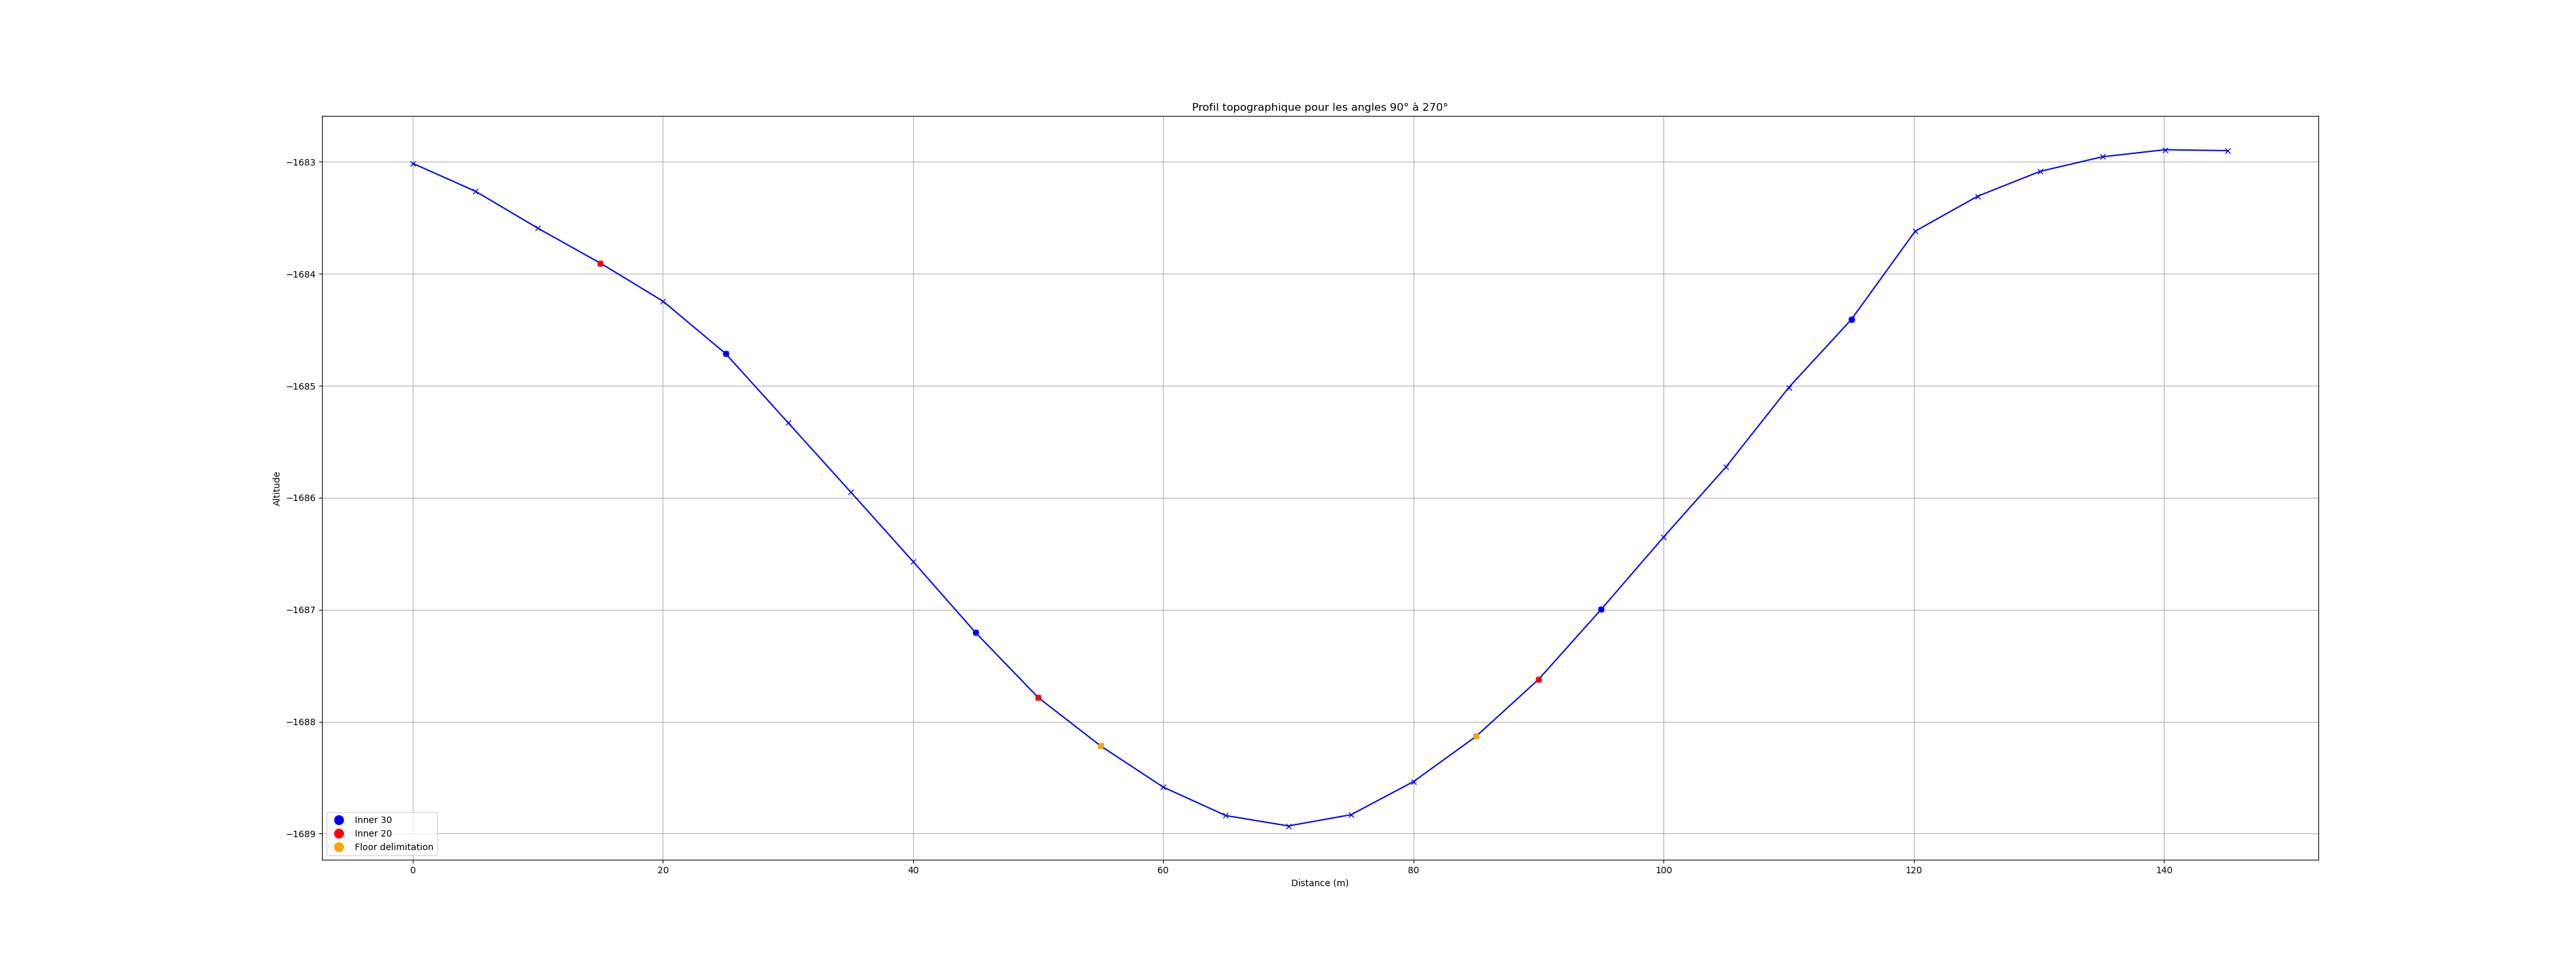 Profil topographique pour les angles 90° à 270°
Altitude
−1683
−1684
−1685
−1686
−1687
−1688
−1689
Inner 30
Inner 20
Floor delimitation
0 20 40 60 80 100 120 140
Distance (m)